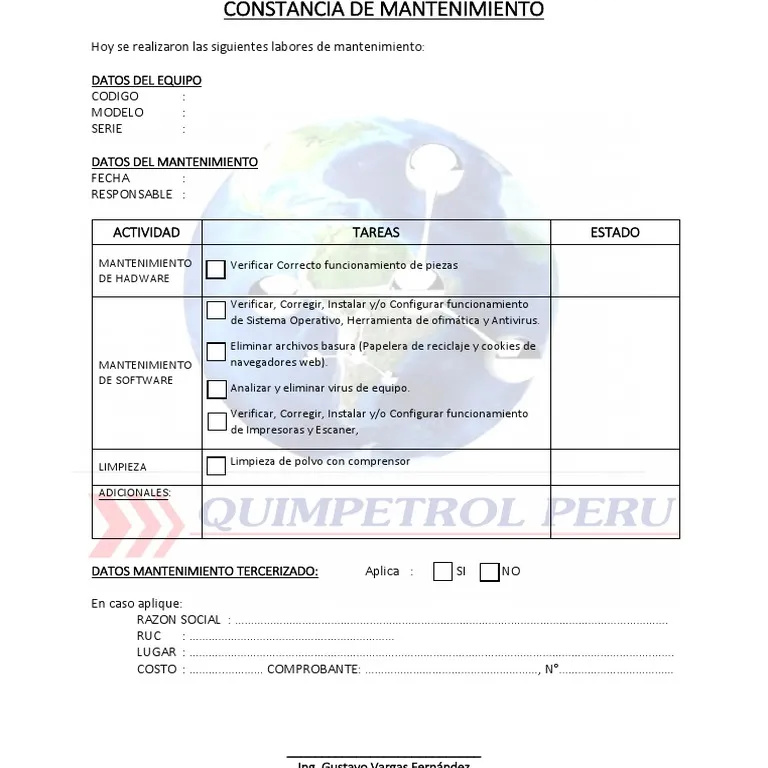 CONSTANCIA DE MANTENIMIENTO
Hoy se realizaron las siguientes labores de mantenimiento:
DATOS DEL EQUIPO
CODIGO :
MODELO :
SERIE :
DATOS DEL MANTENIMIENTO
FECHA :
RESPONSABLE :
ACTIVIDAD TAREAS ESTADO
MANTENIMIENTO
DE HADWARE
Verificar Correcto funcionamiento de piezas
MANTENIMIENTO
DE SOFTWARE
Verificar, Corregir, Instalar y/o Configurar funcionamiento
de Sistema Operativo, Herramienta de ofimática y Antivirus.
Eliminar archivos basura (Papelera de reciclaje y cookies de
navegadores web).
Analizar y eliminar virus de equipo.
Verificar, Corregir, Instalar y/o Configurar funcionamiento
de Impresoras y Escaner,
LIMPIEZA
Limpieza de polvo con comprensor
ADICIONALES:
QUIMPETROL PERU
DATOS MANTENIMIENTO TERCERIZADO: Aplica : SI NO
En caso aplique:
RAZON SOCIAL : ........................................................................
RUC : ........................................
LUGAR : ........................................................................
COSTO : .................... COMPROBANTE: ........................................, N°..............................
Ing. Gustavo Vargas Fernández